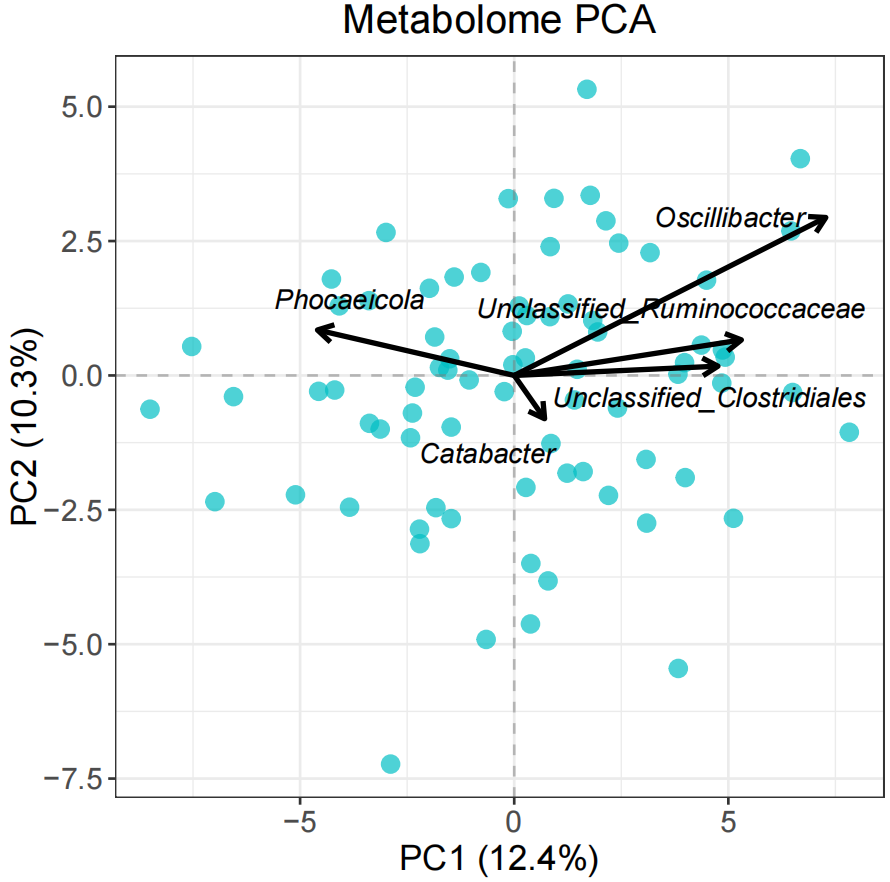 Metabolome PCA
5.0
Oscillibacter
2.5
Phocaeicola
Unclassified_Ruminococcaceae
0.0
Unclassified_Clostridiales
Catabacter
PC2 (10.3%)
−2.5
−5.0
−7.5
−5
0
5
PC1 (12.4%)